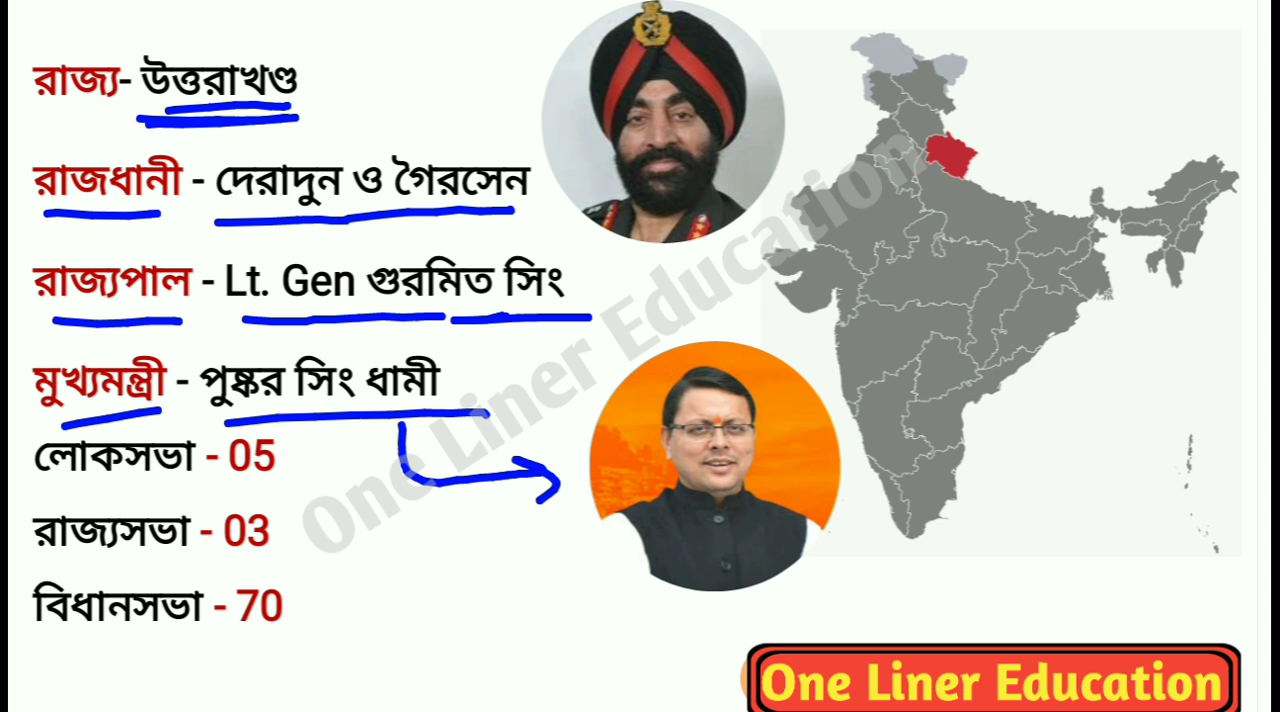 রাজ্য- উত্তরাখণ্ড
রাজধানী - দেরাদুন ও গৈরসেন
রাজ্যপাল - Lt. Gen গুরমিত সিং
মুখ্যমন্ত্রী - পুষ্কর সিং ধামী
লোকসভা - 05
রাজ্যসভা - 03
বিধানসভা - 70
One Liner Education
One Liner Education